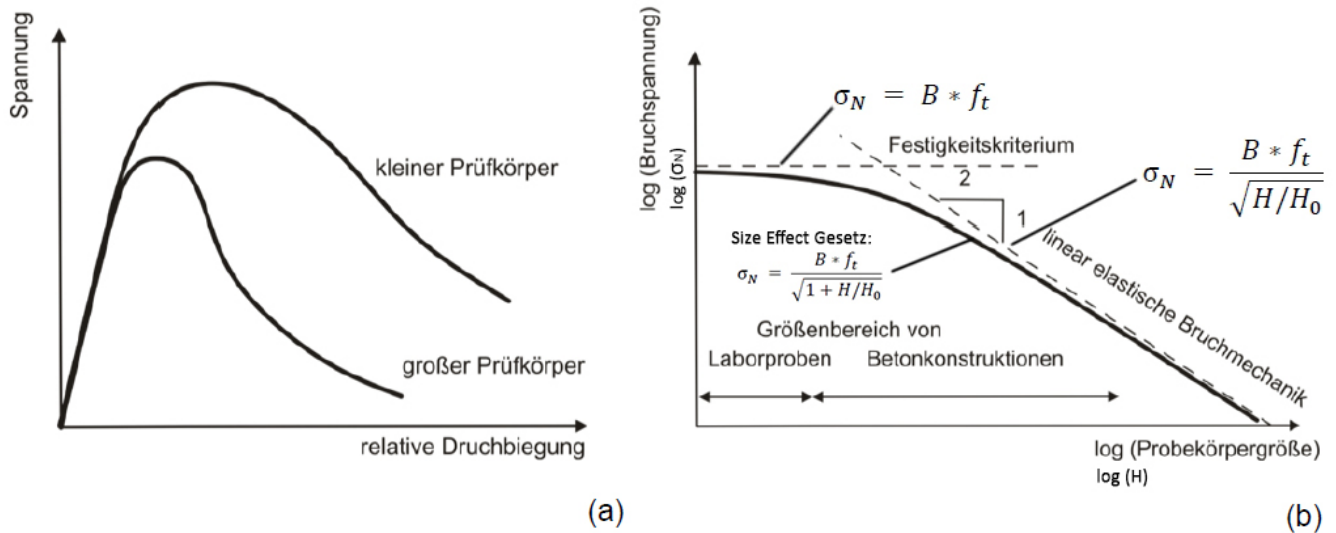 Spannung
kleiner Prüfkörper
großer Prüfkörper
relative Druchbiegung
(a)
log (Bruchspannung)
log (σN)
σN = B * ft
Festigkeitskriterium
2
1
σN = B * ft / √H/H0
linear elastische Bruchmechanik
Size Effect Gesetz:
σN = B * ft / √1 + H/H0
Größenbereich von
Laborproben
Betonkonstruktionen
log (Probekörpergröße)
log (H)
(b)